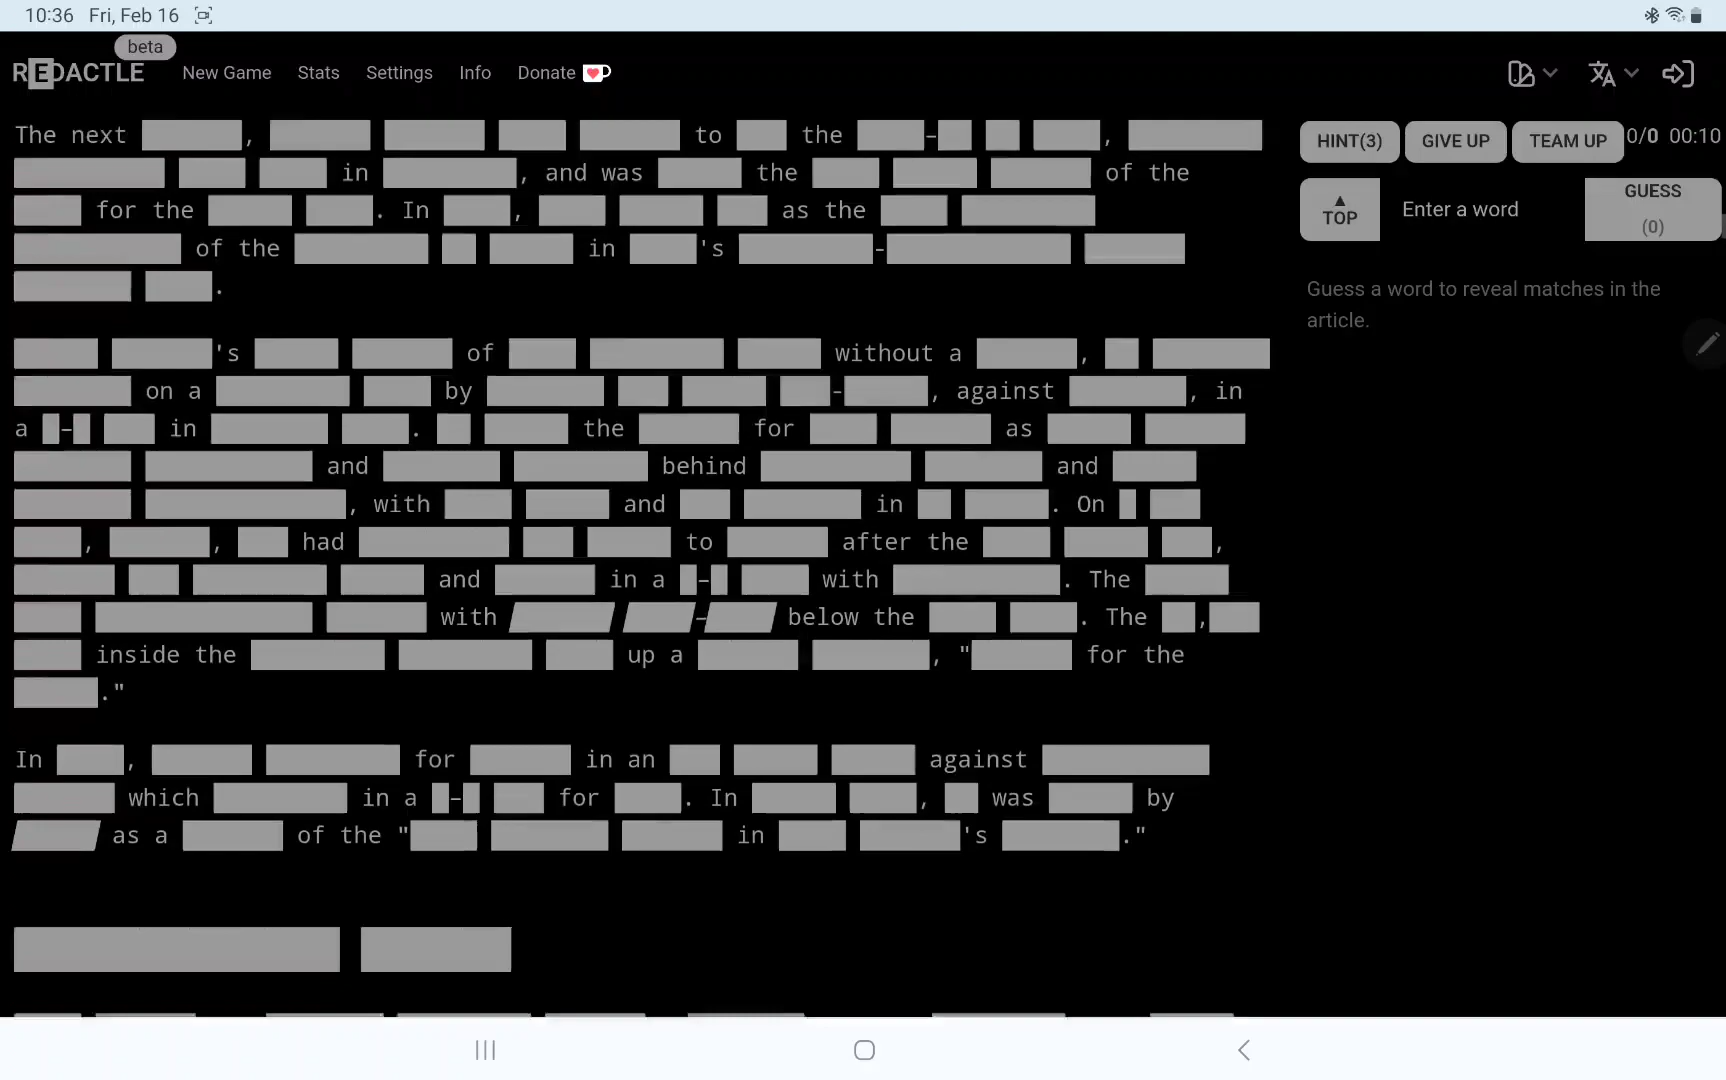 10:36 Fri, Feb 16
beta
REDACTLE New Game Stats Settings Info Donate
The next , to the - , 
in , and was the of the
for the . In , as the
of the in 's -
.
's of without a ,
on a by - , against , in
a - in . the for as
and behind and
, with and in . On
, , had to after the ,
and in a - with . The
with - below the . The ,
inside the up a , " for the
."
In , for in an against
which in a - for . In , was by
as a of the " in 's ."
HINT(3) GIVE UP TEAM UP 0/0 00:10
▲
TOP
Enter a word
GUESS
(0)
Guess a word to reveal matches in the
article.